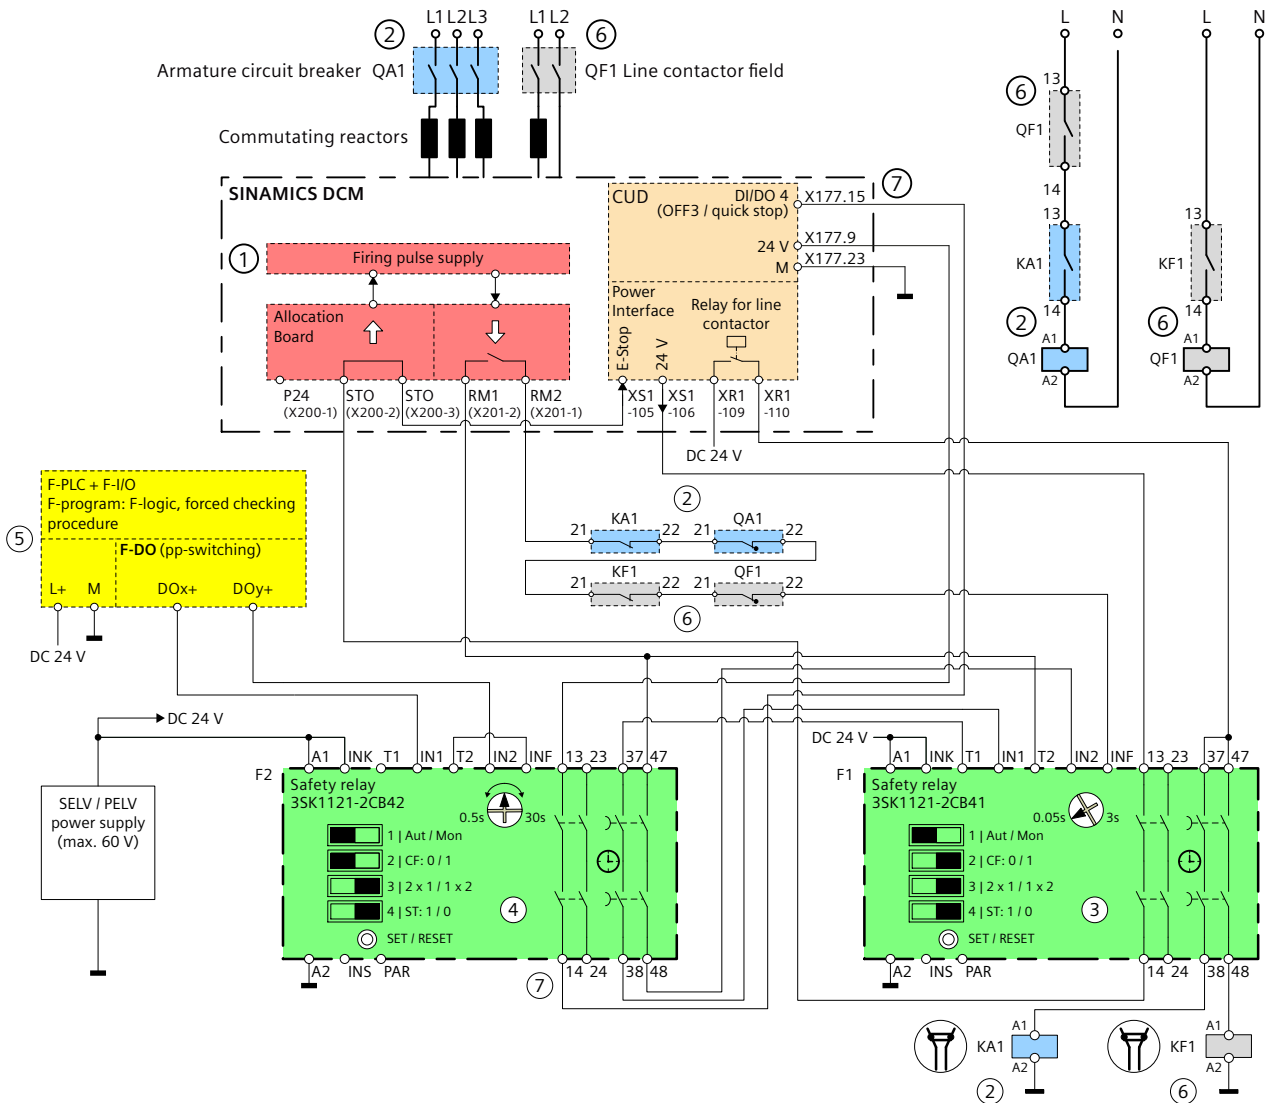 L1 L2 L3
L1 L2
L N
L N
2
6
Armature circuit breaker QA1
QF1 Line contactor field
Commutating reactors
6
13
QF1
14
13
KA1
14
2
A1
QA1
A2
13
KF1
14
6
A1
QF1
A2
SINAMICS DCM
7
CUD
DI/DO 4
(OFF3 / quick stop)
X177.15
24 V
X177.9
M
X177.23
1
Firing pulse supply
Allocation
Board
Power
Interface
Relay for line
contactor
E-Stop
24 V
P24
(X200-1)
STO
(X200-2)
STO
(X200-3)
RM1
(X201-2)
RM2
(X201-1)
XS1
-105
XS1
-106
XR1
-109
XR1
-110
DC 24 V
F-PLC + F-I/O
F-program: F-logic, forced checking
procedure
5
F-DO (pp-switching)
L+ M DOx+ DOy+
DC 24 V
2
KA1
21 22
QA1
21 22
KF1
21 22
QF1
21 22
6
DC 24 V
SELV / PELV
power supply
(max. 60 V)
F2
A1 INK T1 IN1 T2 IN2 INF 13 23 37 47
Safety relay
3SK1121-2CB42
0.5s 30s
1 | Aut / Mon
2 | CF: 0 / 1
3 | 2 x 1 / 1 x 2
4 | ST: 1 / 0
SET / RESET
4
A2 INS PAR 14 24 38 48
7
DC 24 V
F1
A1 INK T1 IN1 T2 IN2 INF 13 23 37 47
Safety relay
3SK1121-2CB41
0.05s 3s
1 | Aut / Mon
2 | CF: 0 / 1
3 | 2 x 1 / 1 x 2
4 | ST: 1 / 0
SET / RESET
3
A2 INS PAR 14 24 38 48
A1
KA1
A2
2
A1
KF1
A2
6